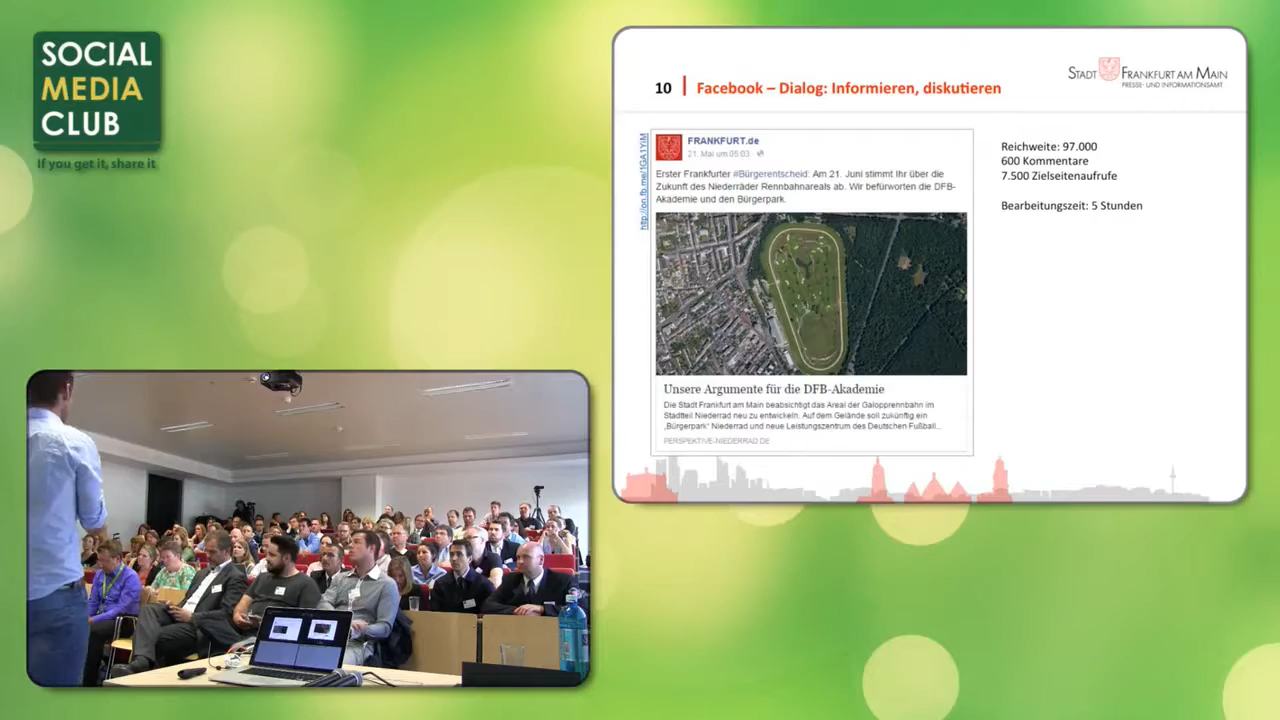 SOCIAL
MEDIA
CLUB
If you get it, share it
10 | Facebook – Dialog: Informieren, diskutieren
STADT FRANKFURT AM MAIN
PRESSE- UND INFORMATIONSAMT
http://on.fb.me/1GA1YiM
FRANKFURT.de
21. Mai um 05:03
Erster Frankfurter #Bürgerentscheid: Am 21. Juni stimmt Ihr über die
Zukunft des Niederräder Rennbahnareals ab. Wir befürworten die DFB-
Akademie und den Bürgerpark.
Unsere Argumente für die DFB-Akademie
Die Stadt Frankfurt am Main beabsichtigt das Areal der Galopprennbahn im
Stadtteil Niederrad neu zu entwickeln. Auf dem Gelände soll zukünftig ein
„Bürgerpark“ Niederrad und neue Leistungszentrum des Deutschen Fußball...
PERSPEKTIVE-NIEDERRAD.DE
Reichweite: 97.000
600 Kommentare
7.500 Zielseitenaufrufe
Bearbeitungszeit: 5 Stunden